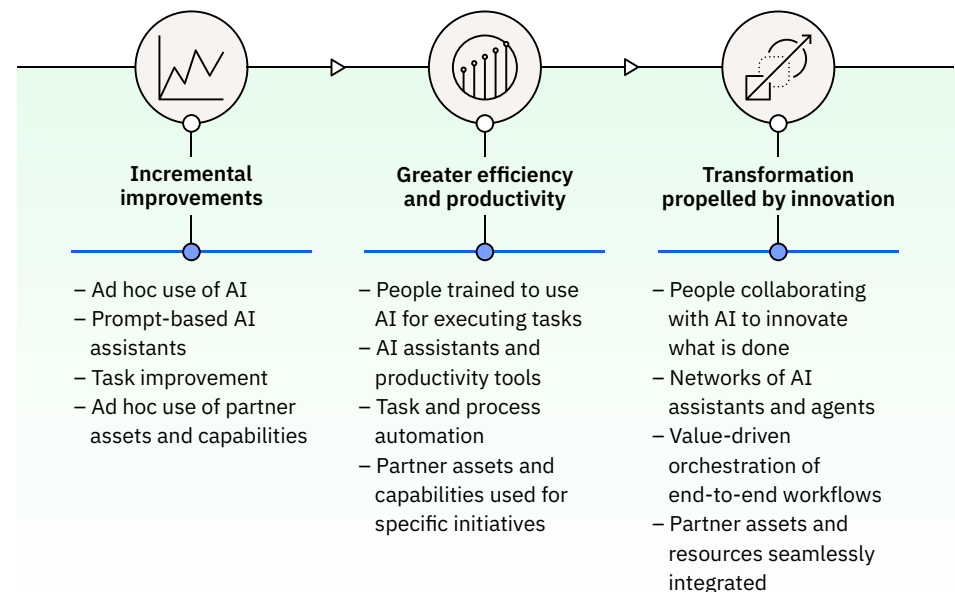 Incremental
improvements
– Ad hoc use of AI
– Prompt-based AI
assistants
– Task improvement
– Ad hoc use of partner
assets and capabilities
Greater efficiency
and productivity
– People trained to use
AI for executing tasks
– AI assistants and
productivity tools
– Task and process
automation
– Partner assets and
capabilities used for
specific initiatives
Transformation
propelled by innovation
– People collaborating
with AI to innovate
what is done
– Networks of AI
assistants and agents
– Value-driven
orchestration of
end-to-end workflows
– Partner assets and
resources seamlessly
integrated